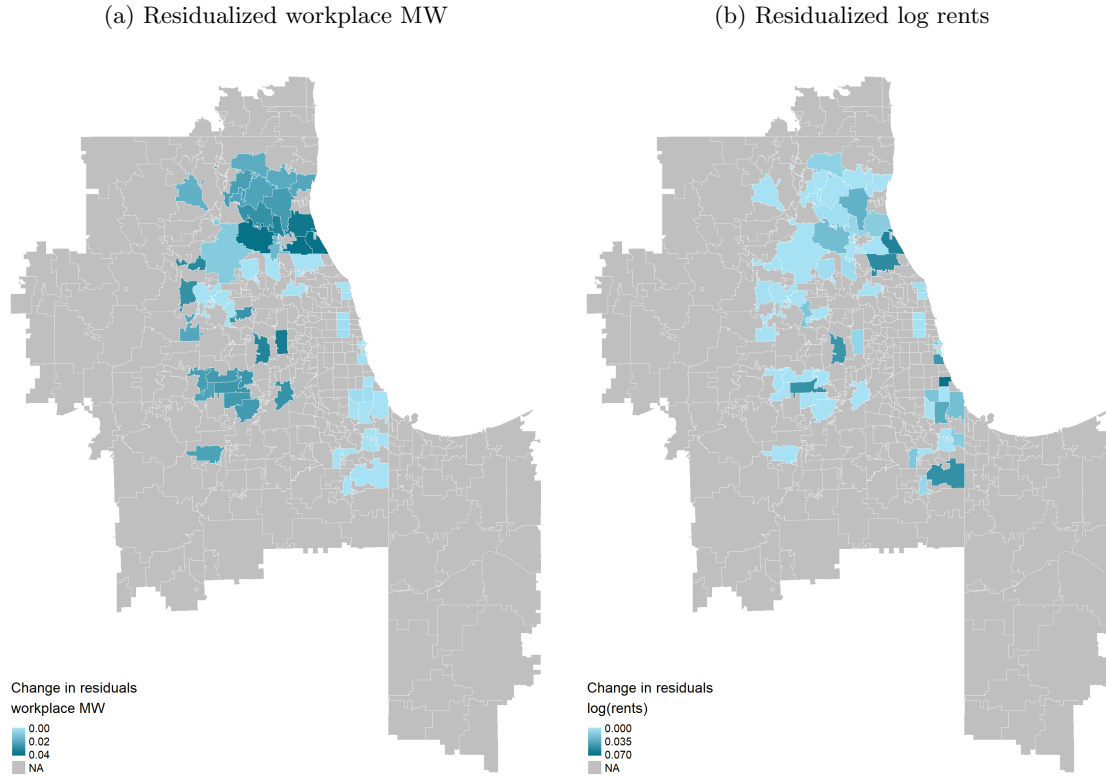 (a) Residualized workplace MW
(b) Residualized log rents
Change in residuals
workplace MW
0.00
0.02
0.04
NA
Change in residuals
log(rents)
0.000
0.035
0.070
NA